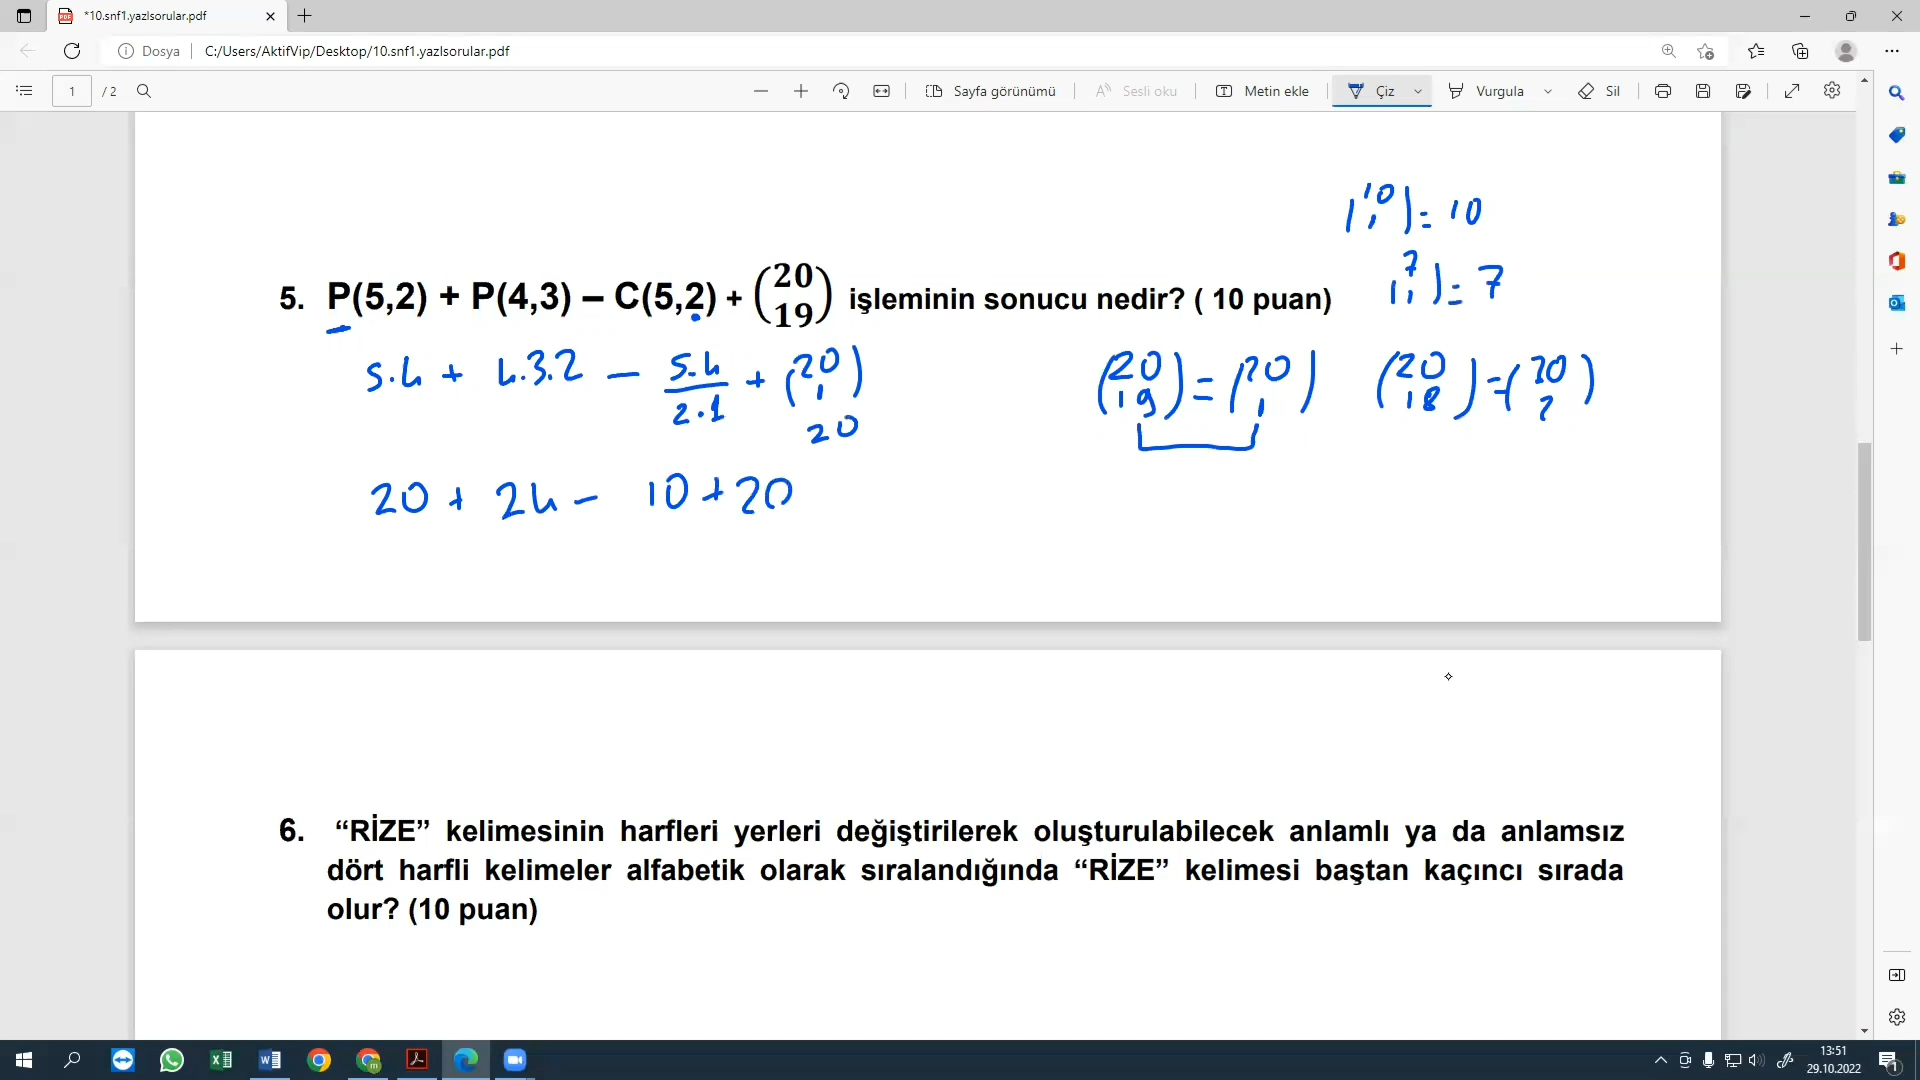 *10.snf1.yazlsorular.pdf
Dosya C:/Users/AktifVip/Desktop/10.snf1.yazlsorular.pdf
1 / 2 Sayfa görünümü Sesli oku Metin ekle Çiz Vurgula Sil
(10 1) = 10
5. P(5,2) + P(4,3) – C(5,2) + (20 19) işleminin sonucu nedir? ( 10 puan)
(7 1) = 7
5.4 + 4.3.2 - 5.4/2.1 + (20 1)
20
(20 19) = (20 1) (20 18) = (20 2)
20 + 24 - 10 + 20
6. “RİZE” kelimesinin harfleri yerleri değiştirilerek oluşturulabilecek anlamlı ya da anlamsız
dört harfli kelimeler alfabetik olarak sıralandığında “RİZE” kelimesi baştan kaçıncı sırada
olur? (10 puan)
13:51
29.10.2022